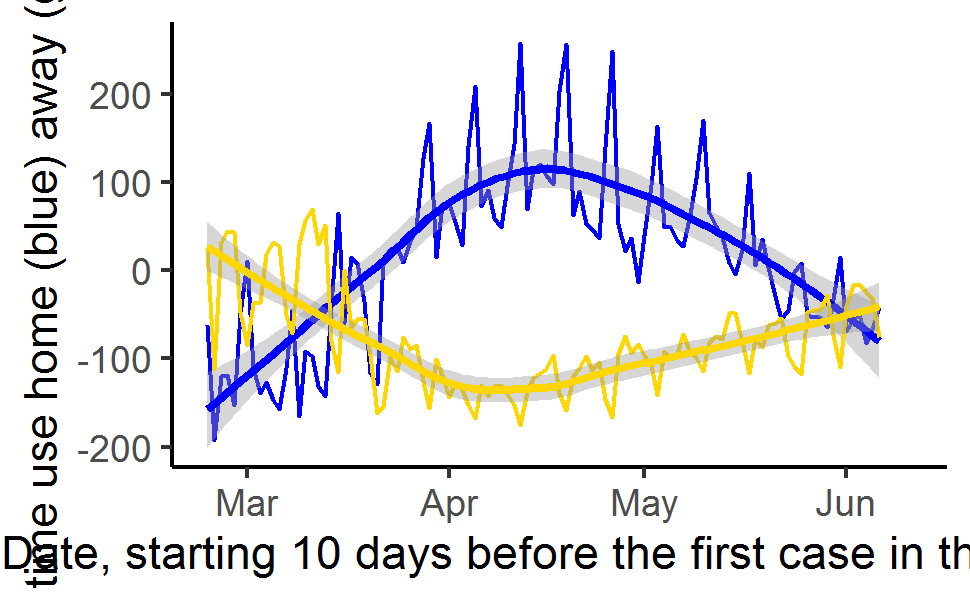 time use home (blue) away (g
200
100
0
-100
-200
Mar Apr May Jun
Date, starting 10 days before the first case in th